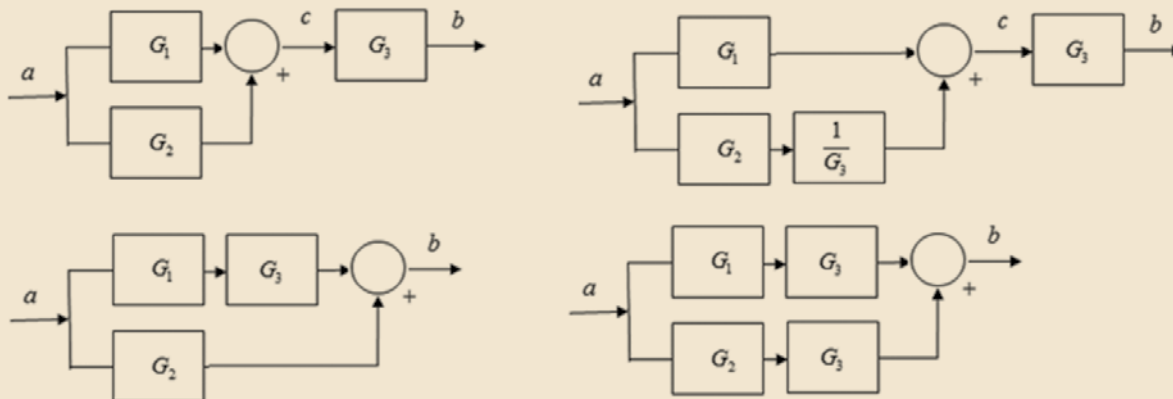 a G₁ G₂ + c G₃ b
a G₁ G₂ 1/G₃ + c G₃ b
a G₁ G₃ G₂ + b
a G₁ G₃ G₂ G₃ + b